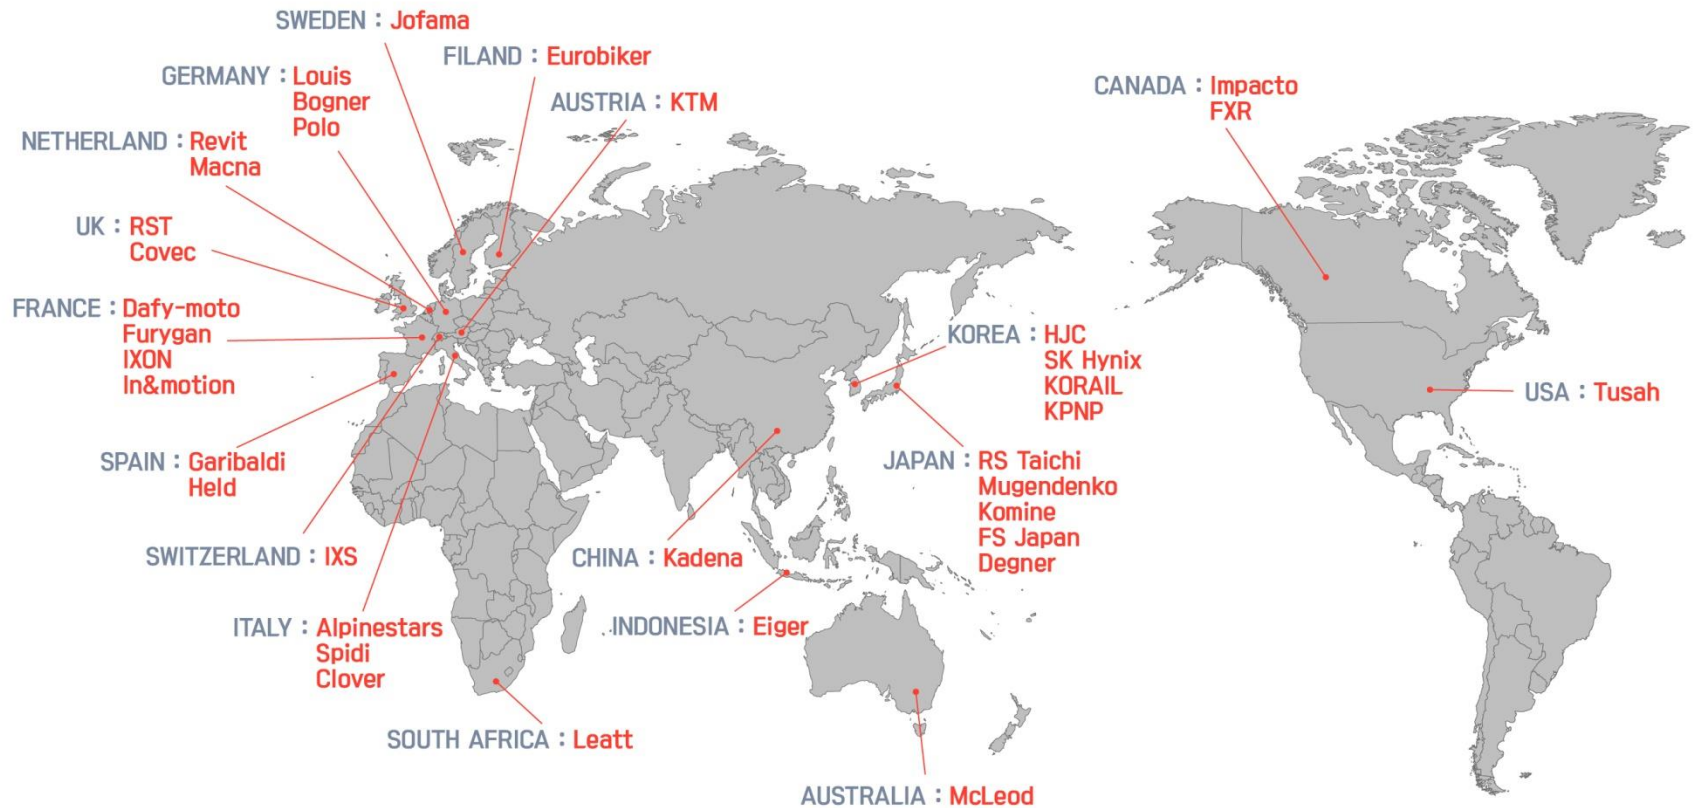 SWEDEN : Jofama
FILAND : Eurobiker
GERMANY : Louis
Bogner
Polo
AUSTRIA : KTM
CANADA : Impacto
FXR
NETHERLAND : Revit
Macna
UK : RST
Covec
FRANCE : Dafy-moto
Furygan
IXON
In&motion
KOREA : HJC
SK Hynix
KORAIL
KPNP
USA : Tusah
SPAIN : Garibaldi
Held
JAPAN : RS Taichi
Mugendenko
Komine
FS Japan
Degner
SWITZERLAND : IXS
CHINA : Kadena
ITALY : Alpinestars
Spidi
Clover
INDONESIA : Eiger
SOUTH AFRICA : Leatt
AUSTRALIA : McLeod